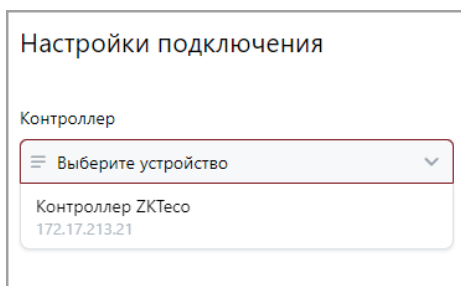 Настройки подключения
Контроллер
Выберите устройство
Контроллер ZKTeco
172.17.213.21